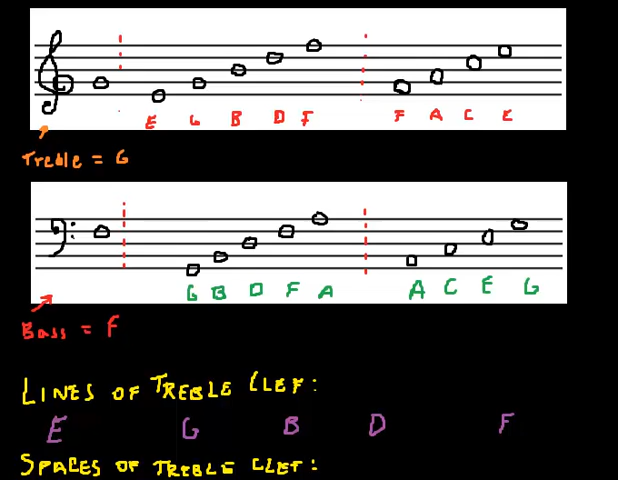 E G B D F F A C E
Treble = G
G B D F A A C E G
Bass = F
LINES OF TREBLE CLEF:
E G B D F
SPACES OF TREBLE CLEF: